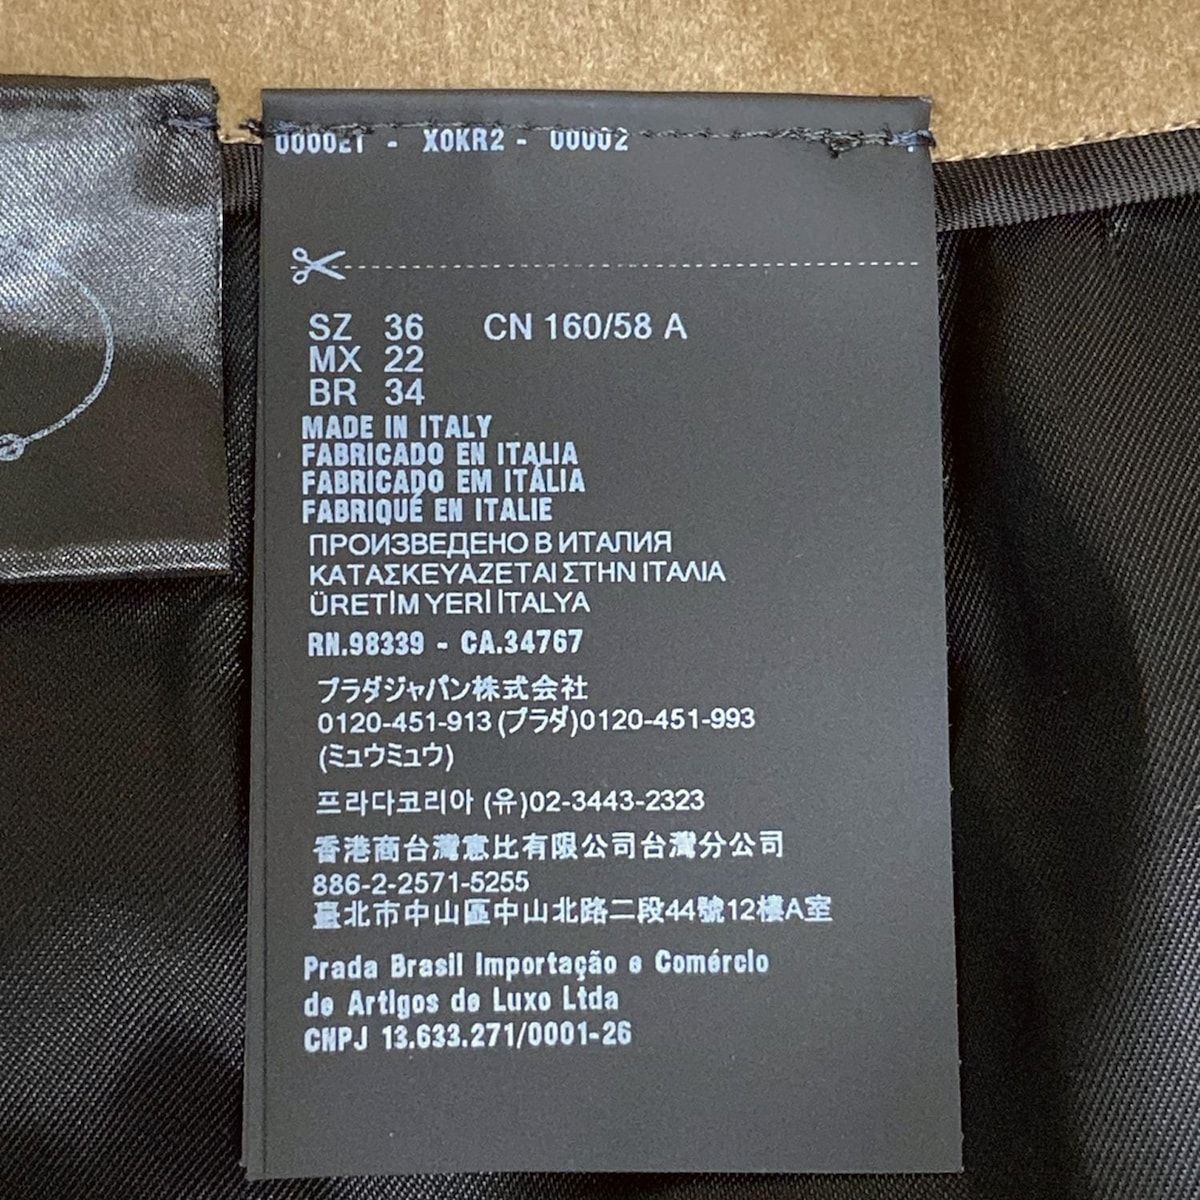 0000ET - X0KR2 - 00002
SZ 36 CN 160/58 A
MX 22
BR 34
MADE IN ITALY
FABRICADO EN ITALIA
FABRICADO EM ITÁLIA
FABRIQUÉ EN ITALIE
ПРОИЗВЕДЕНО В ИТАЛИЯ
ΚΑΤΑΣΚΕΥΑΖΕΤΑΙ ΣΤΗΝ ΙΤΑΛΙΑ
ÜRETİM YERİ İTALYA
RN.98339 - CA.34767
プラダジャパン株式会社
0120-451-913 (プラダ)0120-451-993
(ミュウミュウ)
프라다코리아 (유)02-3443-2323
香港商台灣意比有限公司台灣分公司
886-2-2571-5255
臺北市中山區中山北路二段44號12樓A室
Prada Brasil Importação e Comércio
de Artigos de Luxo Ltda
CNPJ 13.633.271/0001-26